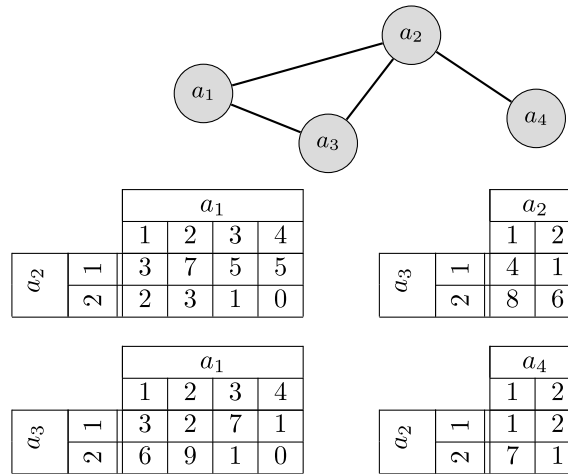 a₂
a₁
a₃
a₄
a₁
1 2 3 4
a₂ 1 3 7 5 5
2 2 3 1 0
a₂
1 2
a₃ 1 4 1
2 8 6
a₁
1 2 3 4
a₃ 1 3 2 7 1
2 6 9 1 0
a₄
1 2
a₂ 1 1 2
2 7 1